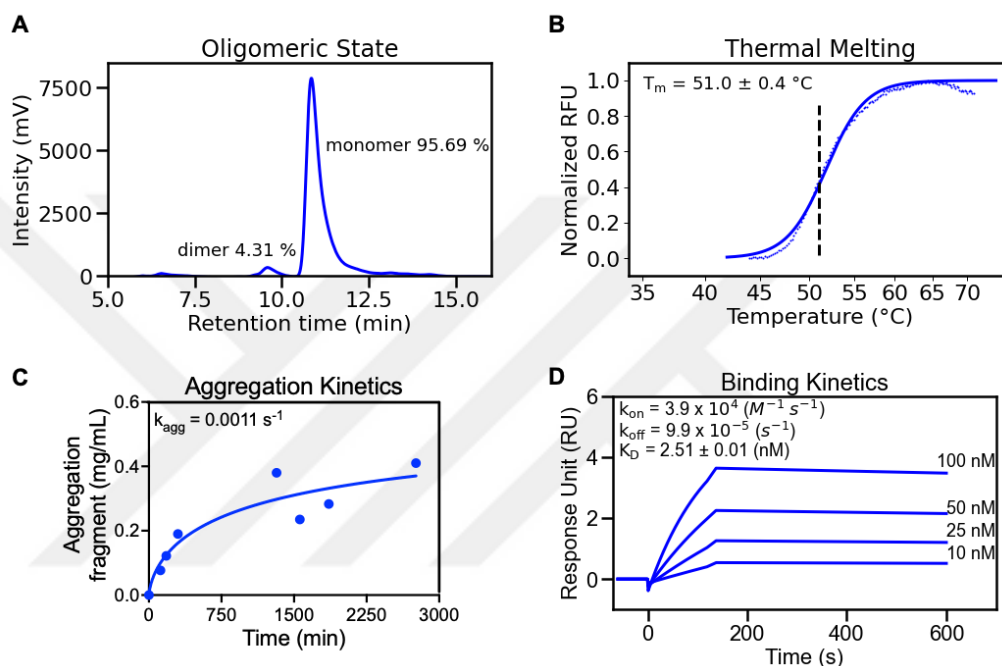 A
Oligomeric State
Intensity (mV)
7500
5000
2500
0
monomer 95.69 %
dimer 4.31 %
5.0 7.5 10.0 12.5 15.0
Retention time (min)
B
Thermal Melting
Normalized RFU
1.0
0.8
0.6
0.4
0.2
0.0
Tm = 51.0 ± 0.4 °C
35 40 45 50 55 60 65 70
Temperature (°C)
C
Aggregation Kinetics
Aggregation
fragment (mg/mL)
0.6
0.4
0.2
0.0
kagg = 0.0011 s⁻¹
0 750 1500 2250 3000
Time (min)
D
Binding Kinetics
Response Unit (RU)
6
4
2
0
kon = 3.9 x 10⁴ (M⁻¹ s⁻¹)
koff = 9.9 x 10⁻⁵ (s⁻¹)
KD = 2.51 ± 0.01 (nM)
100 nM
50 nM
25 nM
10 nM
0 200 400 600
Time (s)